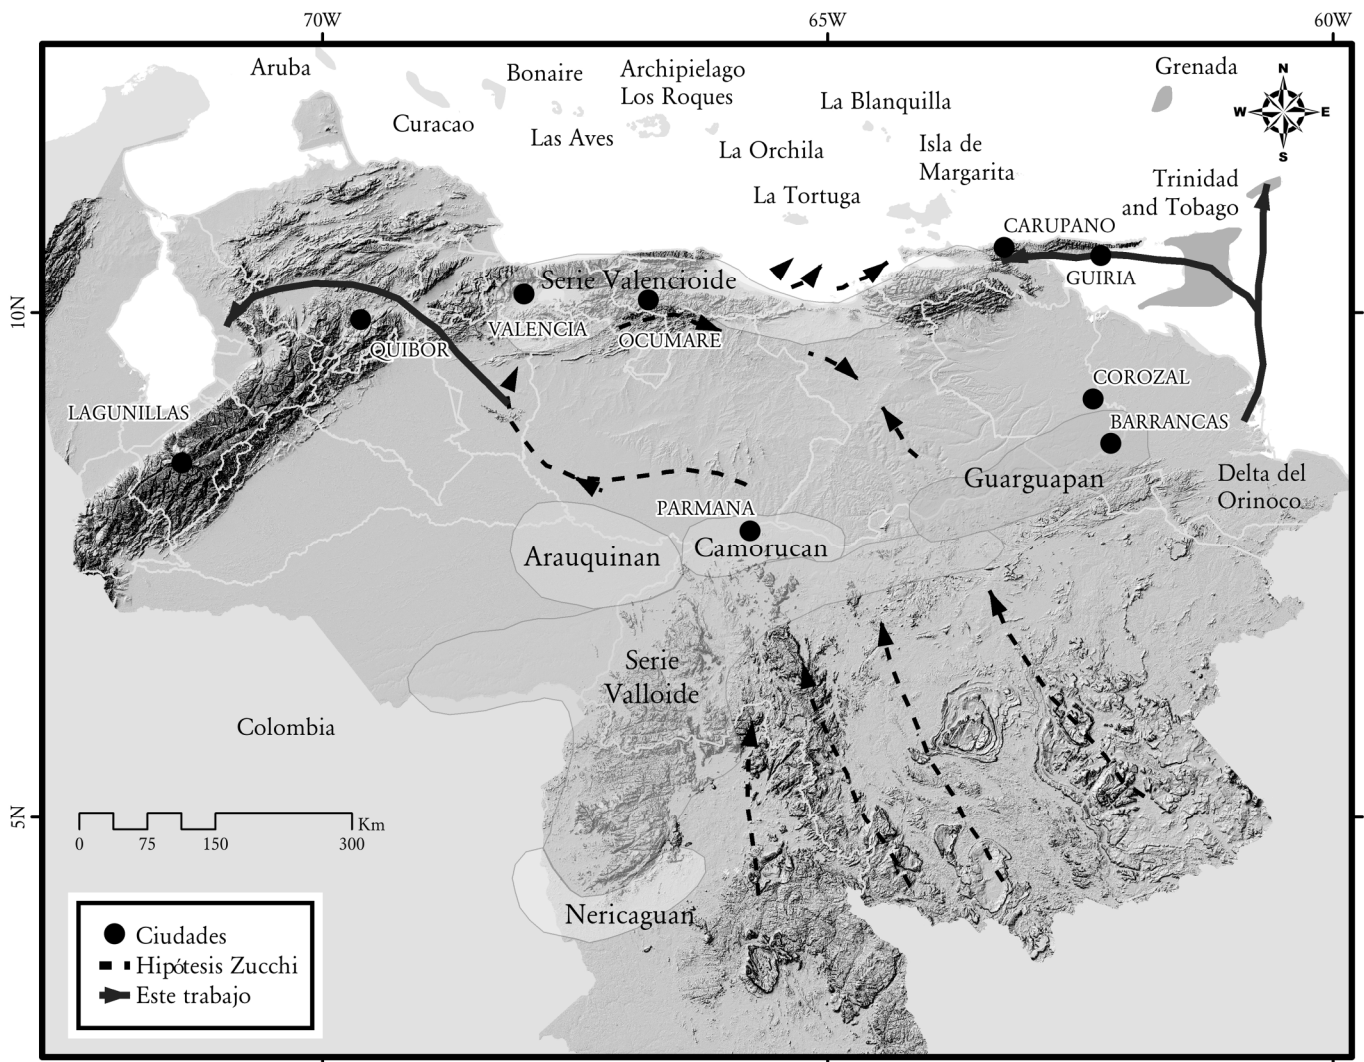 70W
65W
60W
Aruba
Bonaire
Archipielago
Los Roques
Grenada
La Blanquilla
Curacao
Las Aves
N
W
E
S
La Orchila
Isla de
Margarita
La Tortuga
Trinidad
and Tobago
CARUPANO
GUIRIA
Serie Valencioide
10N
VALENCIA
OCUMARE
QUIBOR
COROZAL
LAGUNILLAS
BARRANCAS
Guarguapan
Delta del
Orinoco
PARMANA
Camorucan
Arauquinan
Serie
Valloide
Colombia
5N
Km
0
75
150
300
Nericaguan
Ciudades
Hipótesis Zucchi
Este trabajo